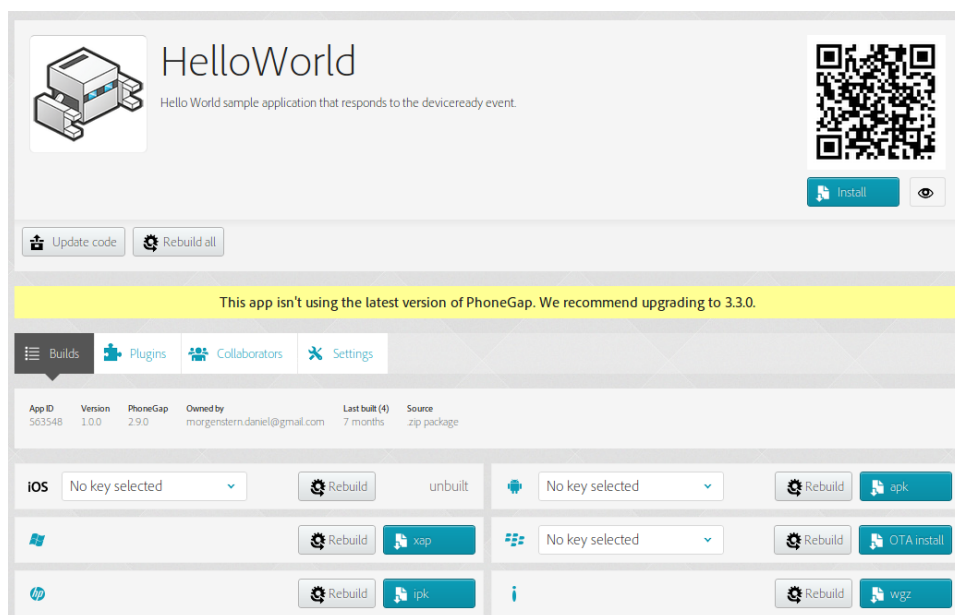 HelloWorld
Hello World sample application that responds to the deviceready event.
Install
Update code
Rebuild all
This app isn't using the latest version of PhoneGap. We recommend upgrading to 3.3.0.
Builds
Plugins
Collaborators
Settings
App ID Version PhoneGap Owned by Last built (4) Source
563548 1.0.0 2.9.0 morgenstern.daniel@gmail.com 7 months .zip package
iOS No key selected Rebuild unbuilt
No key selected Rebuild apk
Rebuild xap
No key selected Rebuild OTA install
hp Rebuild ipk
Rebuild wgz